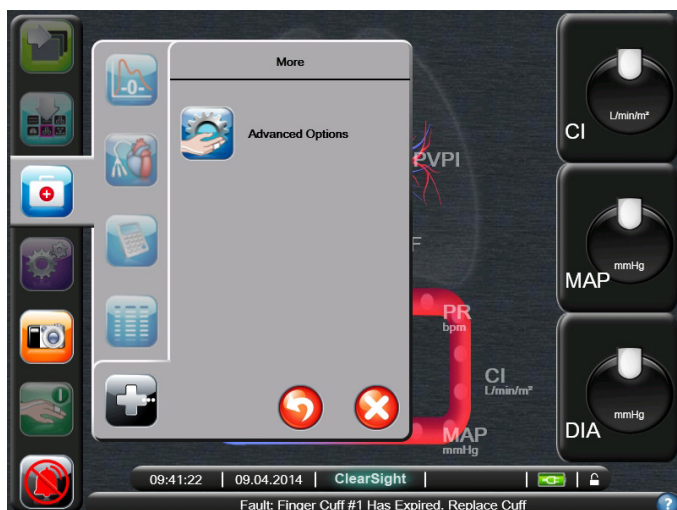 More
-0-
Advanced Options
PVPI
F
PR
bpm
CI
L/min/m²
MAP
mmHg
L/min/m²
CI
mmHg
MAP
mmHg
DIA
09:41:22 | 09.04.2014 | ClearSight
Fault: Finger Cuff #1 Has Expired. Replace Cuff
?